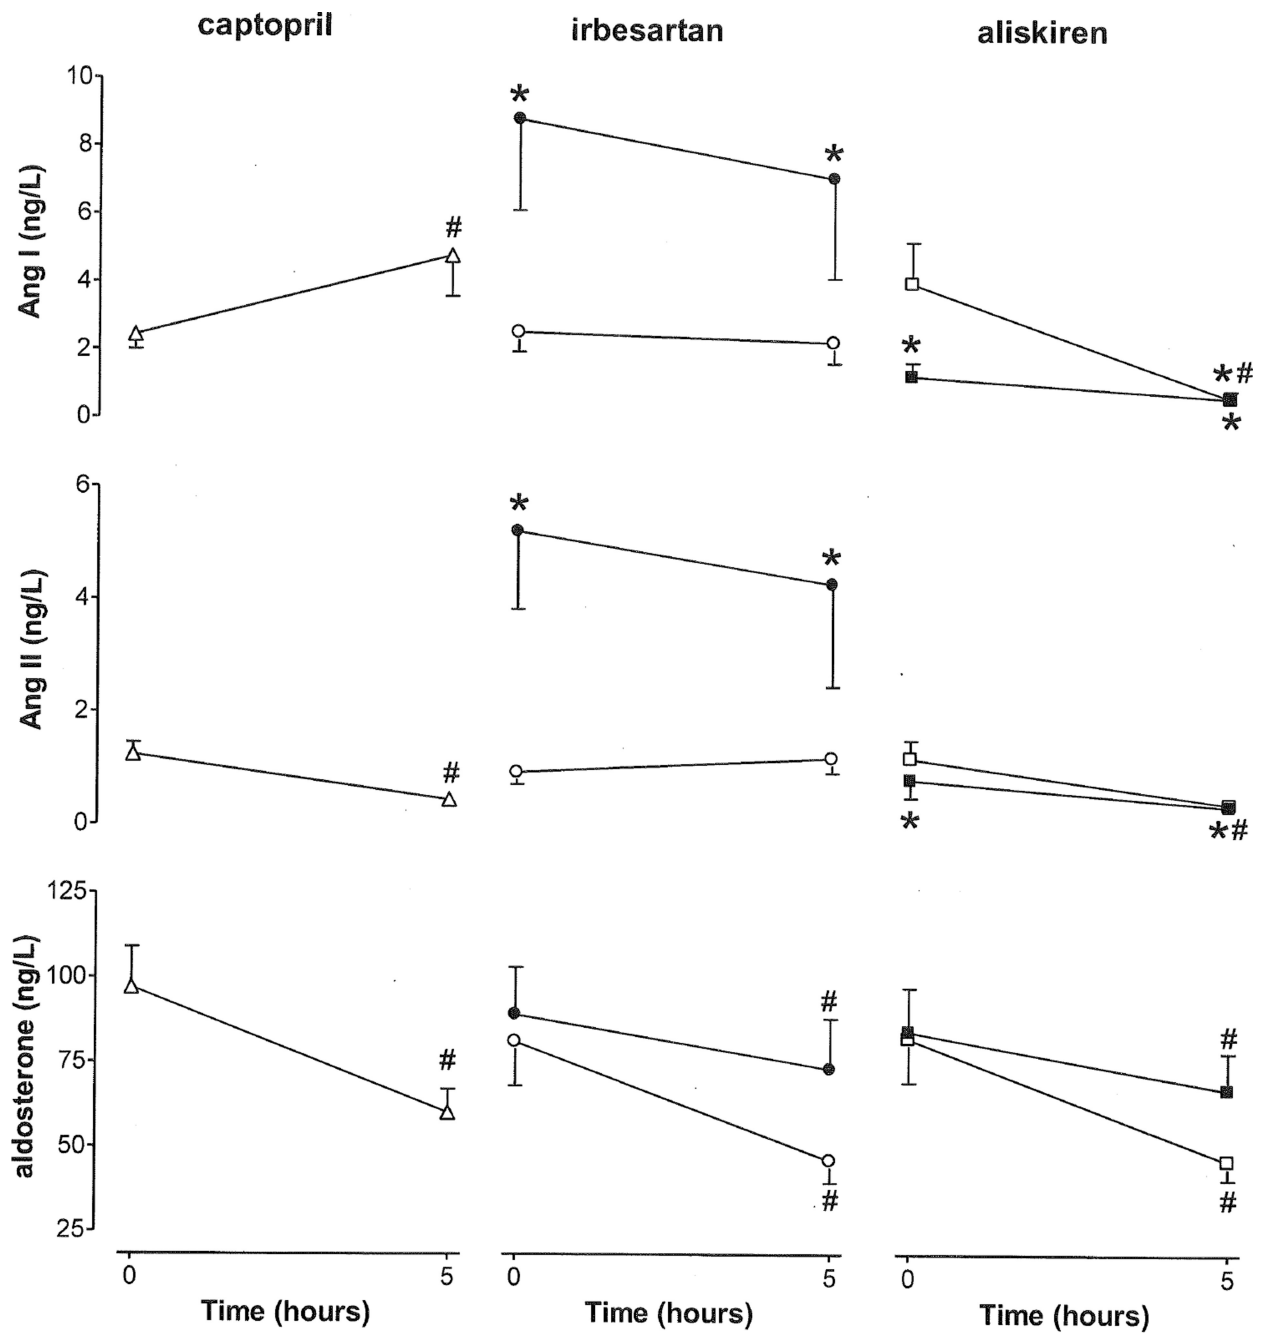 captopril irbesartan aliskiren
Ang I (ng/L)
10
8
6
4
2
0
* * # * *# *
Ang II (ng/L)
6
4
2
0
* * # * *#
aldosterone (ng/L)
125
100
75
50
25
# # # # #
0 5 0 5 0 5
Time (hours) Time (hours) Time (hours)